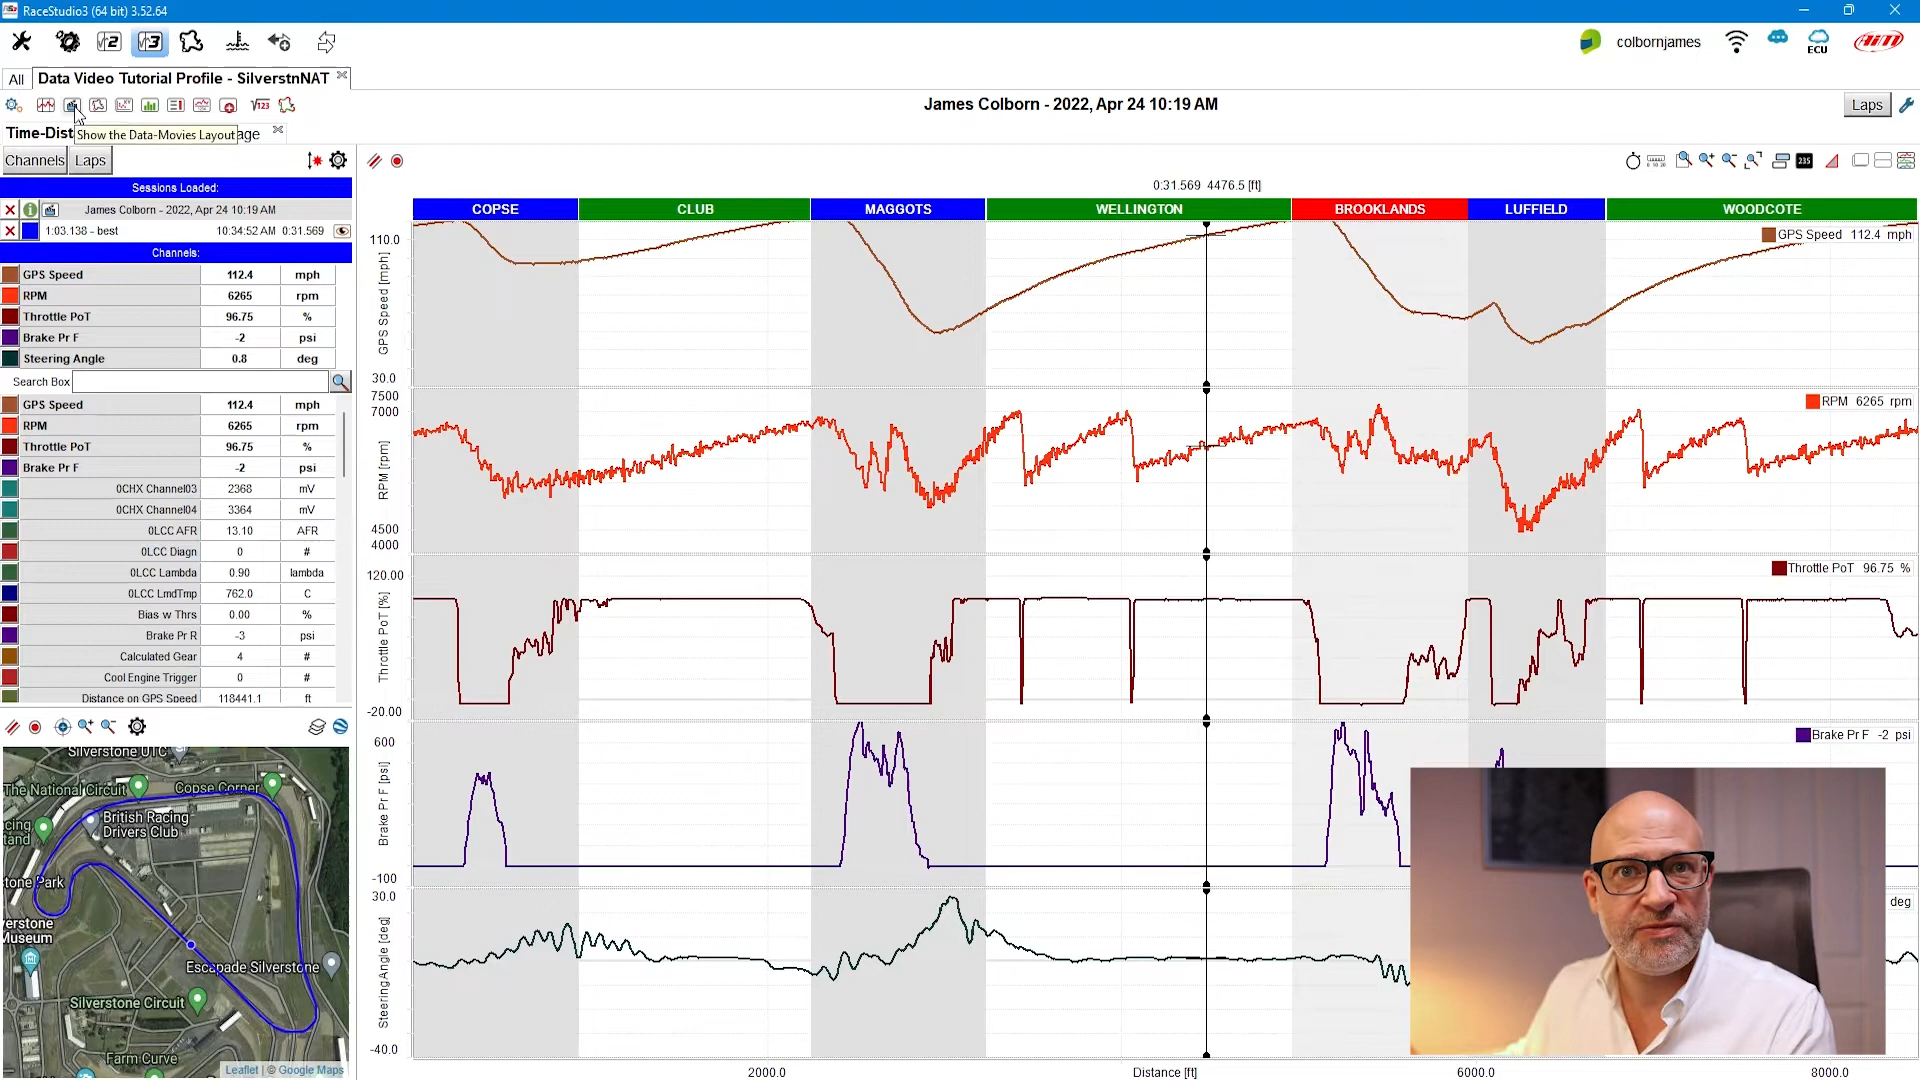 RaceStudio3 (64 bit) 3.52.64
colbornjames
ECU
AiM
All
Data Video Tutorial Profile - SilverstnNAT
James Colborn - 2022, Apr 24 10:19 AM
Laps
Time-Dist
Show the Data-Movies Layout
age
Channels Laps
Sessions Loaded:
James Colborn - 2022, Apr 24 10:19 AM
1:03.138 - best 10:34:52 AM 0:31.569
Channels:
GPS Speed 112.4 mph
RPM 6265 rpm
Throttle PoT 96.75 %
Brake Pr F -2 psi
Steering Angle 0.8 deg
Search Box
GPS Speed 112.4 mph
RPM 6265 rpm
Throttle PoT 96.75 %
Brake Pr F -2 psi
0CHX Channel03 2368 mV
0CHX Channel04 3364 mV
0LCC AFR 13.10 AFR
0LCC Diagn 0 #
0LCC Lambda 0.90 lambda
0LCC LmdTmp 762.0 C
Bias w Thrs 0.00 %
Brake Pr R -3 psi
Calculated Gear 4 #
Cool Engine Trigger 0 #
Distance on GPS Speed 118441.1 ft
Silverstone UTC
The National Circuit
Copse Corner
British Racing
Drivers Club
cing
tand
tone Park
verstone
Museum
Escapade Silverstone
Silverstone Circuit
Farm Curve
Leaflet | © Google Maps
0:31.569 4476.5 [ft]
COPSE CLUB MAGGOTS WELLINGTON BROOKLANDS LUFFIELD WOODCOTE
110.0
GPS Speed [mph]
30.0
GPS Speed 112.4 mph
7500
7000
RPM [rpm]
4500
4000
RPM 6265 rpm
120.00
Throttle PoT [%]
-20.00
Throttle PoT 96.75 %
600
Brake Pr F [psi]
-100
Brake Pr F -2 psi
30.0
Steering Angle [deg]
-40.0
deg
2000.0 Distance [ft] 6000.0 8000.0